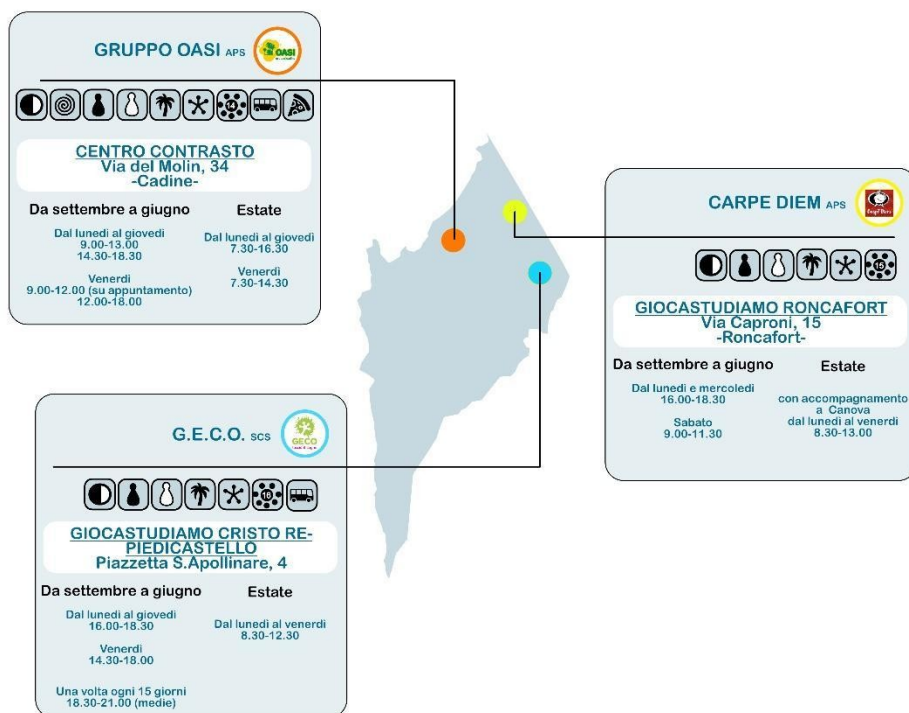 GRUPPO OASI APS
OASI
14
CENTRO CONTRASTO
Via del Molin, 34
-Cadine-
Da settembre a giugno
Estate
Dal lunedì al giovedì
9.00-13.00
14.30-18.30
Venerdì
9.00-12.00 (su appuntamento)
12.00-18.00
Dal lunedì al giovedì
7.30-16.30
Venerdì
7.30-14.30
CARPE DIEM APS
Carpe Diem
16
GIOCASTUDIAMO RONCAFORT
Via Caproni, 15
-Roncafort-
Da settembre a giugno
Estate
Dal lunedì e mercoledì
16.00-18.30
Sabato
9.00-11.30
con accompagnamento
a Canova
dal lunedì al venerdì
8.30-13.00
G.E.C.O. SCS
GECO
16
GIOCASTUDIAMO CRISTO RE-
PIEDICASTELLO
Piazzetta S.Apollinare, 4
Da settembre a giugno
Estate
Dal lunedì al giovedì
16.00-18.30
Venerdì
14.30-18.00
Una volta ogni 15 giorni
18.30-21.00 (medie)
Dal lunedì al venerdì
8.30-12.30